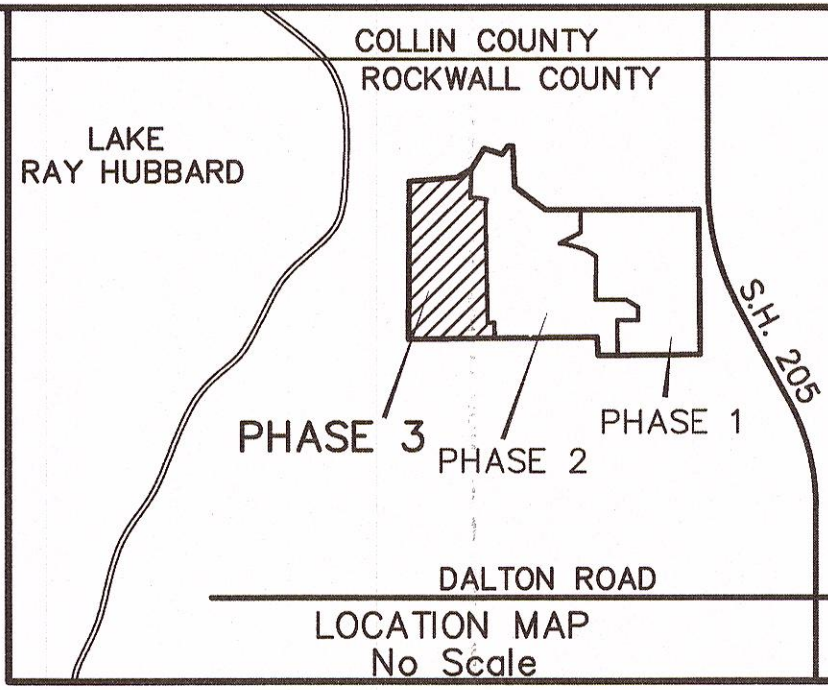 COLLIN COUNTY
ROCKWALL COUNTY
LAKE
RAY HUBBARD
S.H. 205
PHASE 3
PHASE 2
PHASE 1
DALTON ROAD
LOCATION MAP
No Scale